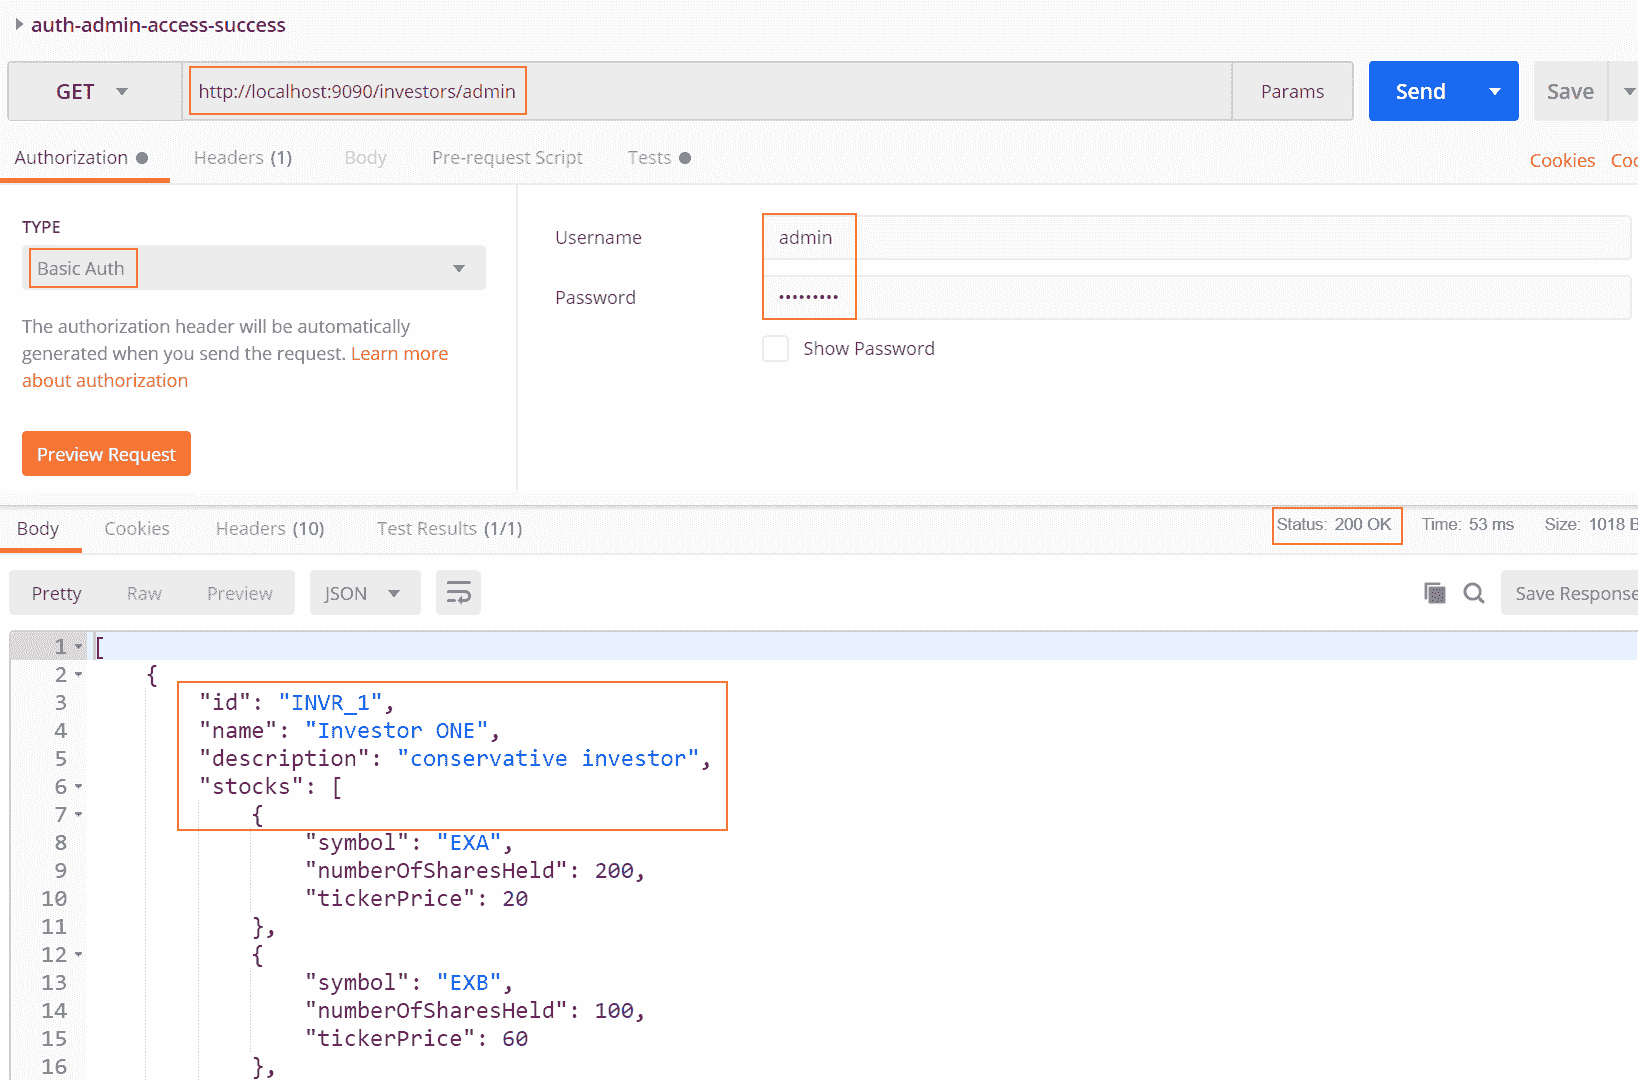 auth-admin-access-success
GET http://localhost:9090/investors/admin Params Send Save
Authorization Headers (1) Body Pre-request Script Tests Cookies
TYPE
Basic Auth
The authorization header will be automatically
generated when you send the request. Learn more
about authorization
Preview Request
Username admin
Password •••••••••
Show Password
Body Cookies Headers (10) Test Results (1/1) Status: 200 OK Time: 53 ms Size: 1018 B
Pretty Raw Preview JSON Save Response
1 [
2 {
3 "id": "INVR_1",
4 "name": "Investor ONE",
5 "description": "conservative investor",
6 "stocks": [
7 {
8 "symbol": "EXA",
9 "numberOfSharesHeld": 200,
10 "tickerPrice": 20
11 },
12 {
13 "symbol": "EXB",
14 "numberOfSharesHeld": 100,
15 "tickerPrice": 60
16 },